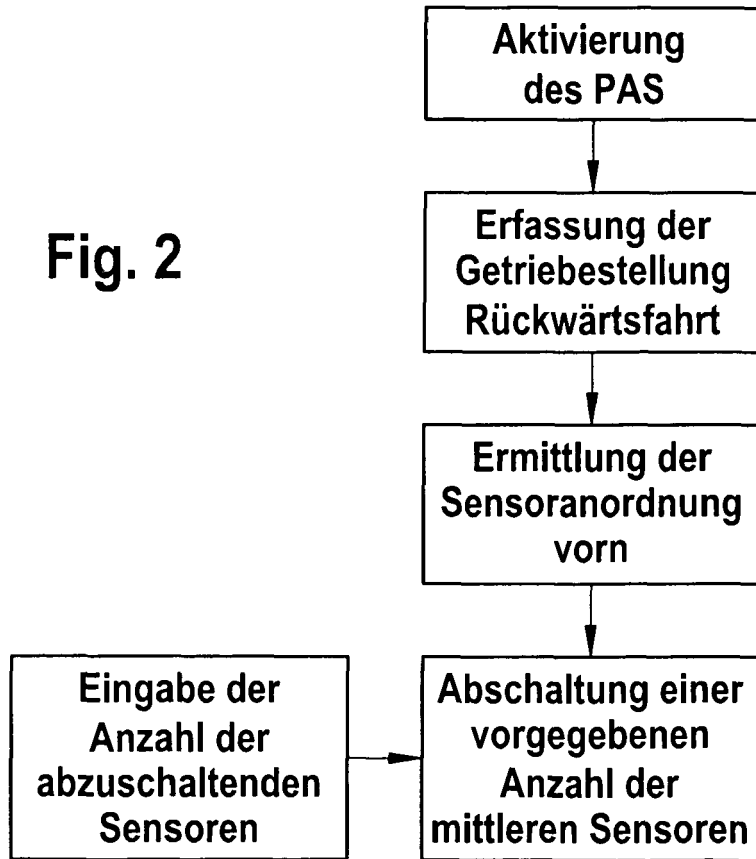 Aktivierung
des PAS
Fig. 2
Erfassung der
Getriebestellung
Rückwärtsfahrt
Ermittlung der
Sensoranordnung
vorn
Eingabe der
Anzahl der
abzuschaltenden
Sensoren
Abschaltung einer
vorgegebenen
Anzahl der
mittleren Sensoren